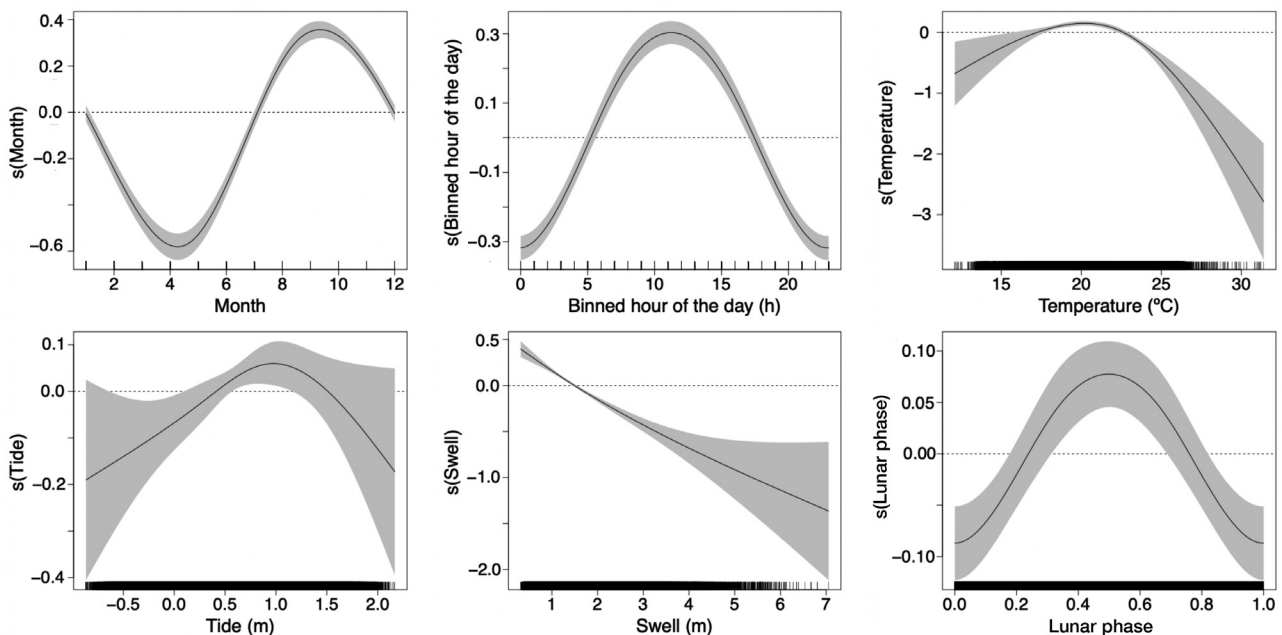 s(Month)
0.4
0.2
0.0
−0.2
−0.6
2 4 6 8 10 12
Month
s(Binned hour of the day)
0.3
0.1
−0.1
−0.3
0 5 10 15 20
Binned hour of the day (h)
s(Temperature)
0
−1
−2
−3
15 20 25 30
Temperature (ºC)
s(Tide)
0.1
0.0
−0.2
−0.4
−0.5 0.0 0.5 1.0 1.5 2.0
Tide (m)
s(Swell)
0.5
0.0
−1.0
−2.0
1 2 3 4 5 6 7
Swell (m)
s(Lunar phase)
0.10
0.05
0.00
−0.10
0.0 0.2 0.4 0.6 0.8 1.0
Lunar phase